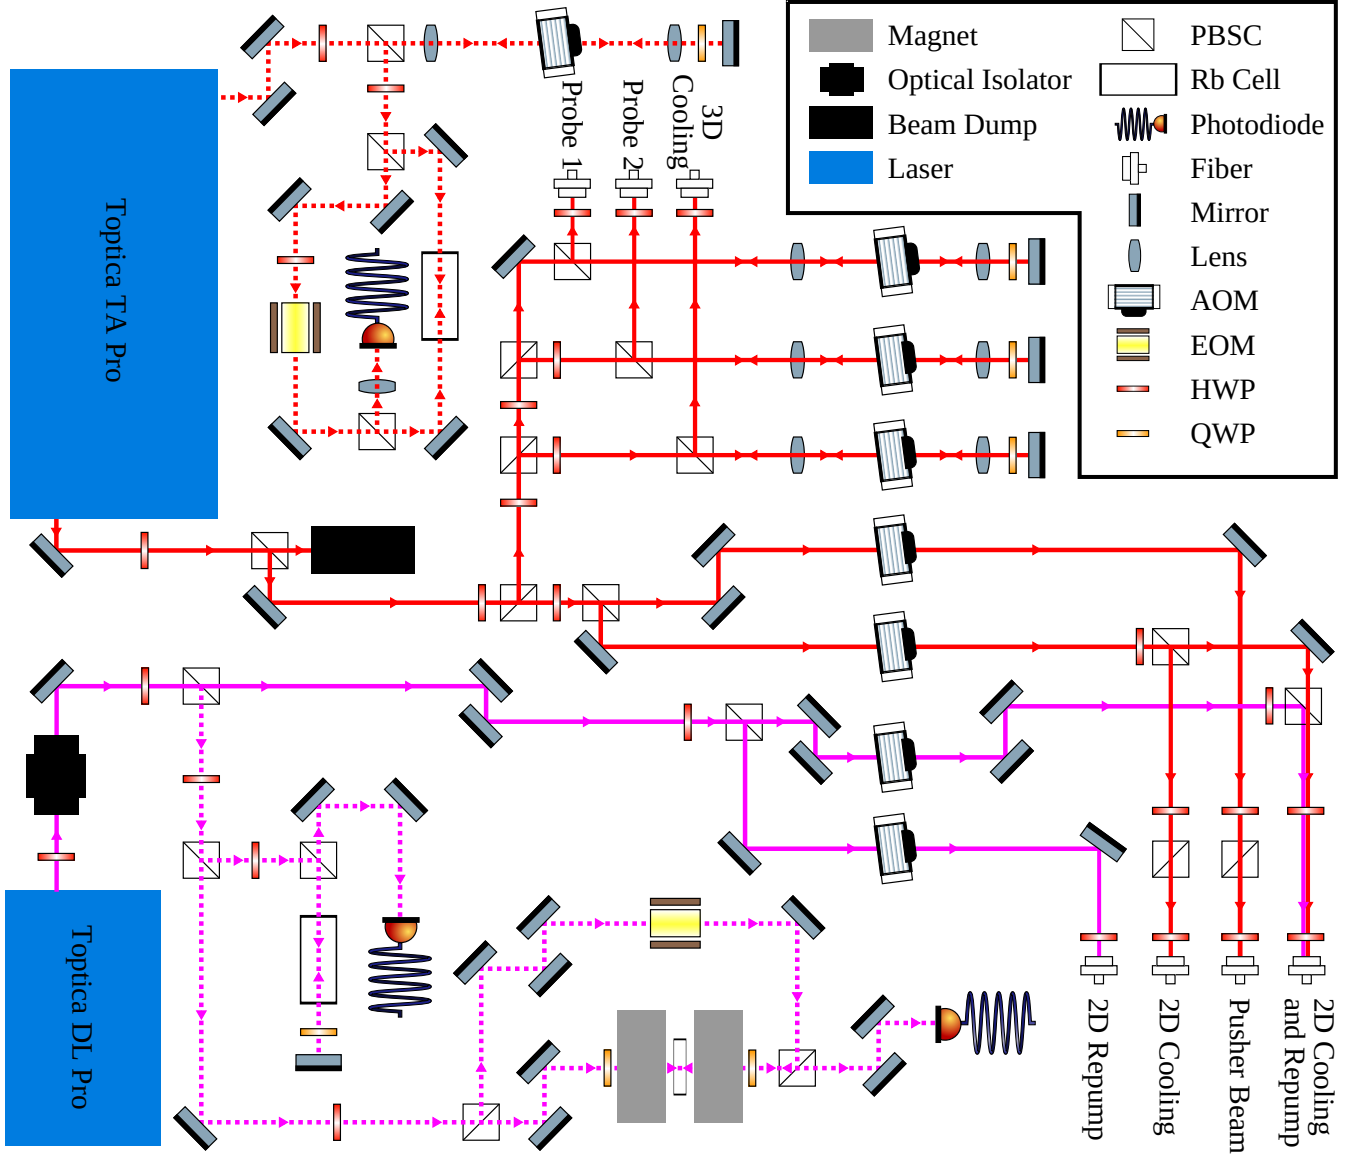 Magnet
Optical Isolator
Beam Dump
Laser
PBSC
Rb Cell
Photodiode
Fiber
Mirror
Lens
AOM
EOM
HWP
QWP
Toptica TA Pro
Probe 1
Probe 2
3D
Cooling
Toptica DL Pro
2D Repump
2D Cooling
Pusher Beam
2D Cooling
and Repump